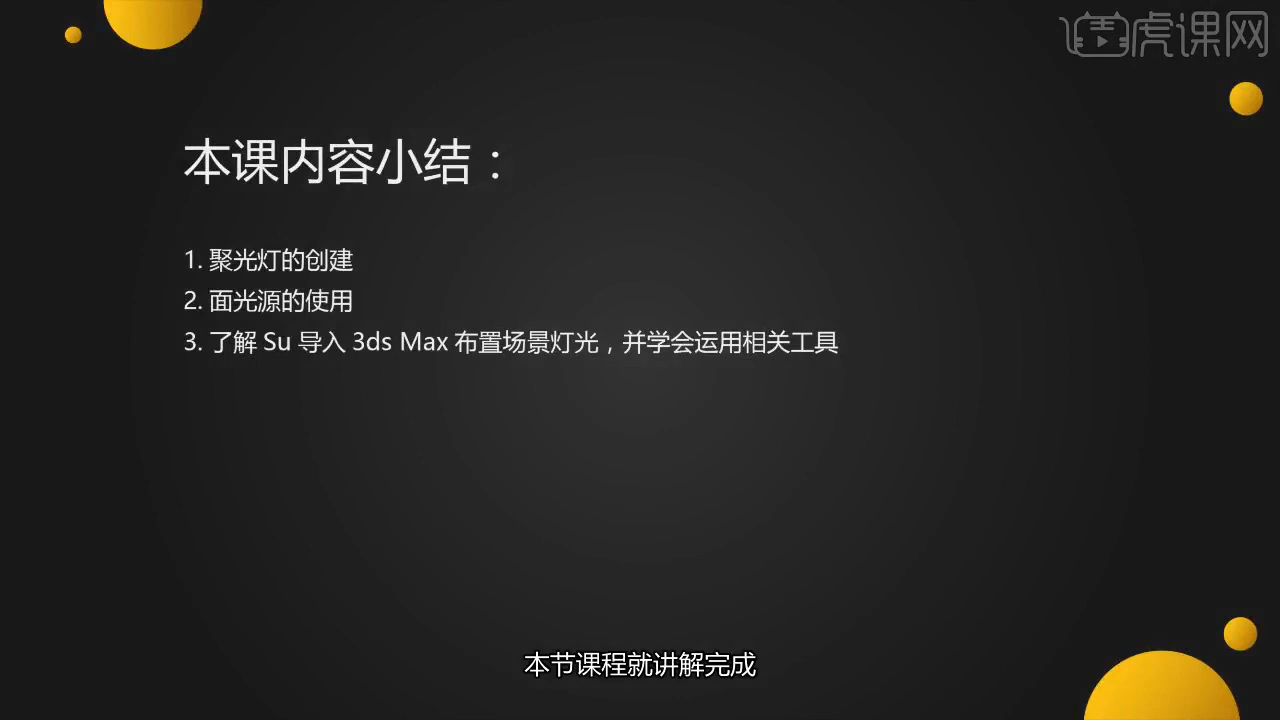 虎课网
本课内容小结：
1. 聚光灯的创建
2. 面光源的使用
3. 了解 Su 导入 3ds Max 布置场景灯光，并学会运用相关工具
本节课程就讲解完成